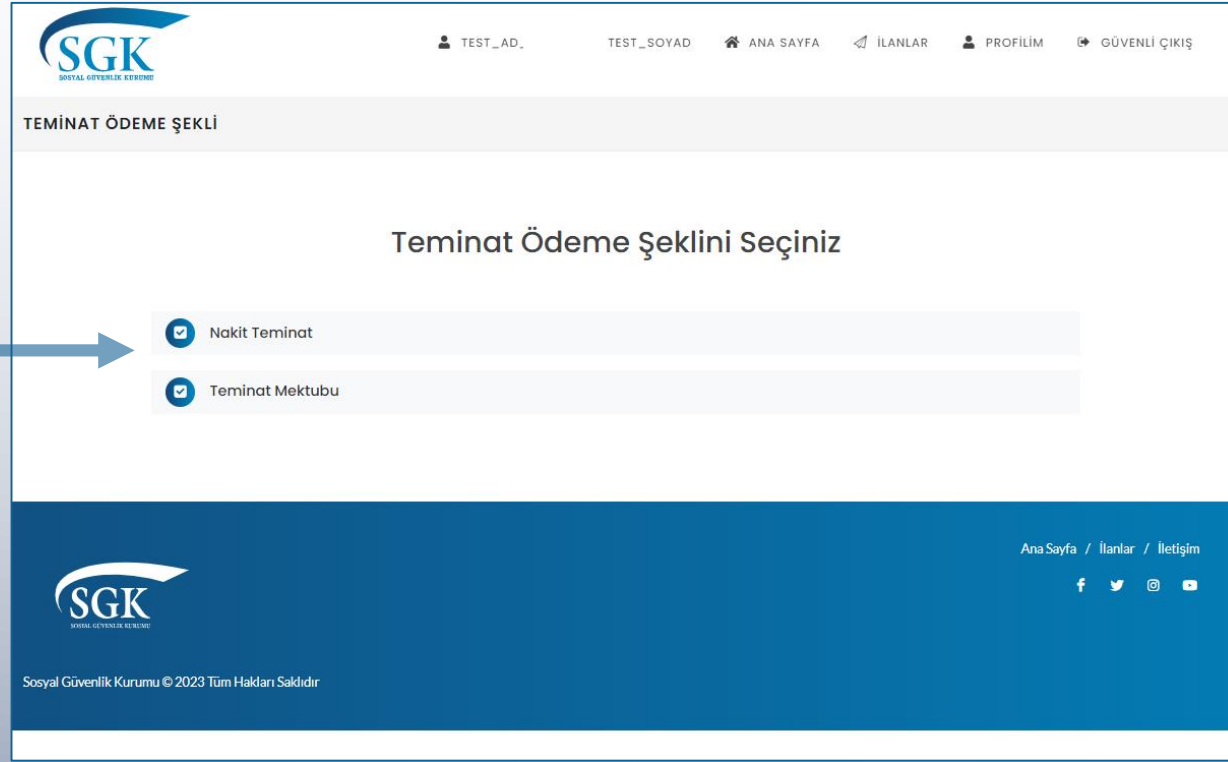 SGK
SOSYAL GÜVENLİK KURUMU
TEST_AD_ TEST_SOYAD ANA SAYFA İLANLAR PROFİLİM GÜVENLİ ÇIKIŞ
TEMİNAT ÖDEME ŞEKLİ
Teminat Ödeme Şeklini Seçiniz
Nakit Teminat
Teminat Mektubu
Ana Sayfa / İlanlar / İletişim
SGK
SOSYAL GÜVENLİK KURUMU
Sosyal Güvenlik Kurumu © 2023 Tüm Hakları Saklıdır